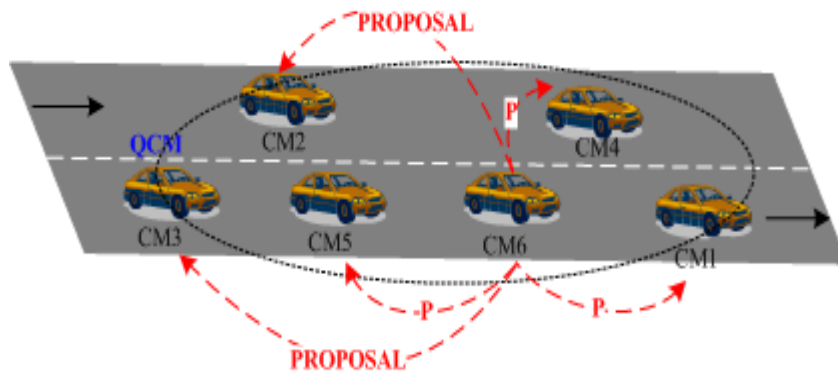 PROPOSAL
P
CM2
CM4
QCM
CM3
CM5
CM6
CM1
-P
P-
PROPOSAL